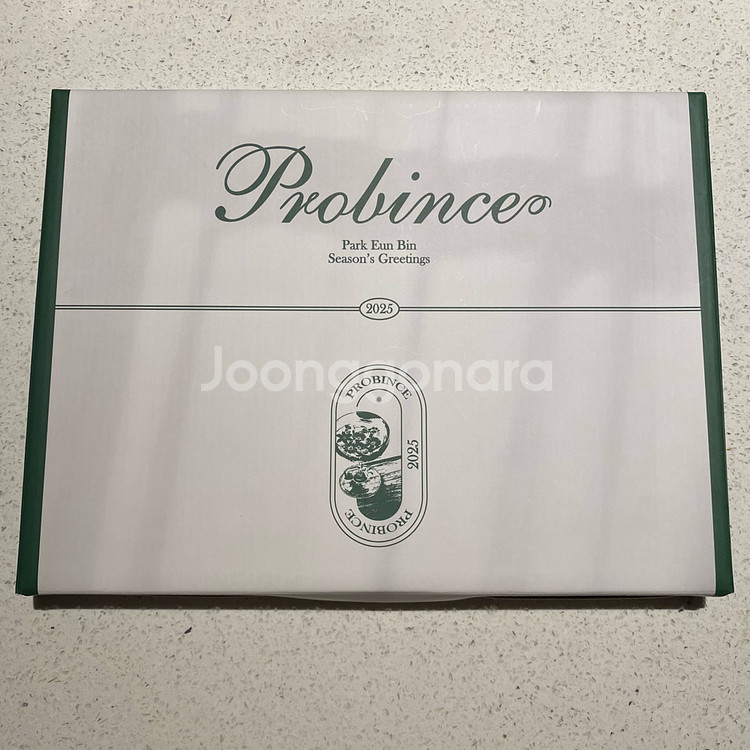 Probince
Park Eun Bin
Season's Greetings
2025
Joonggonara
PROBINCE
2025
PROBINCE